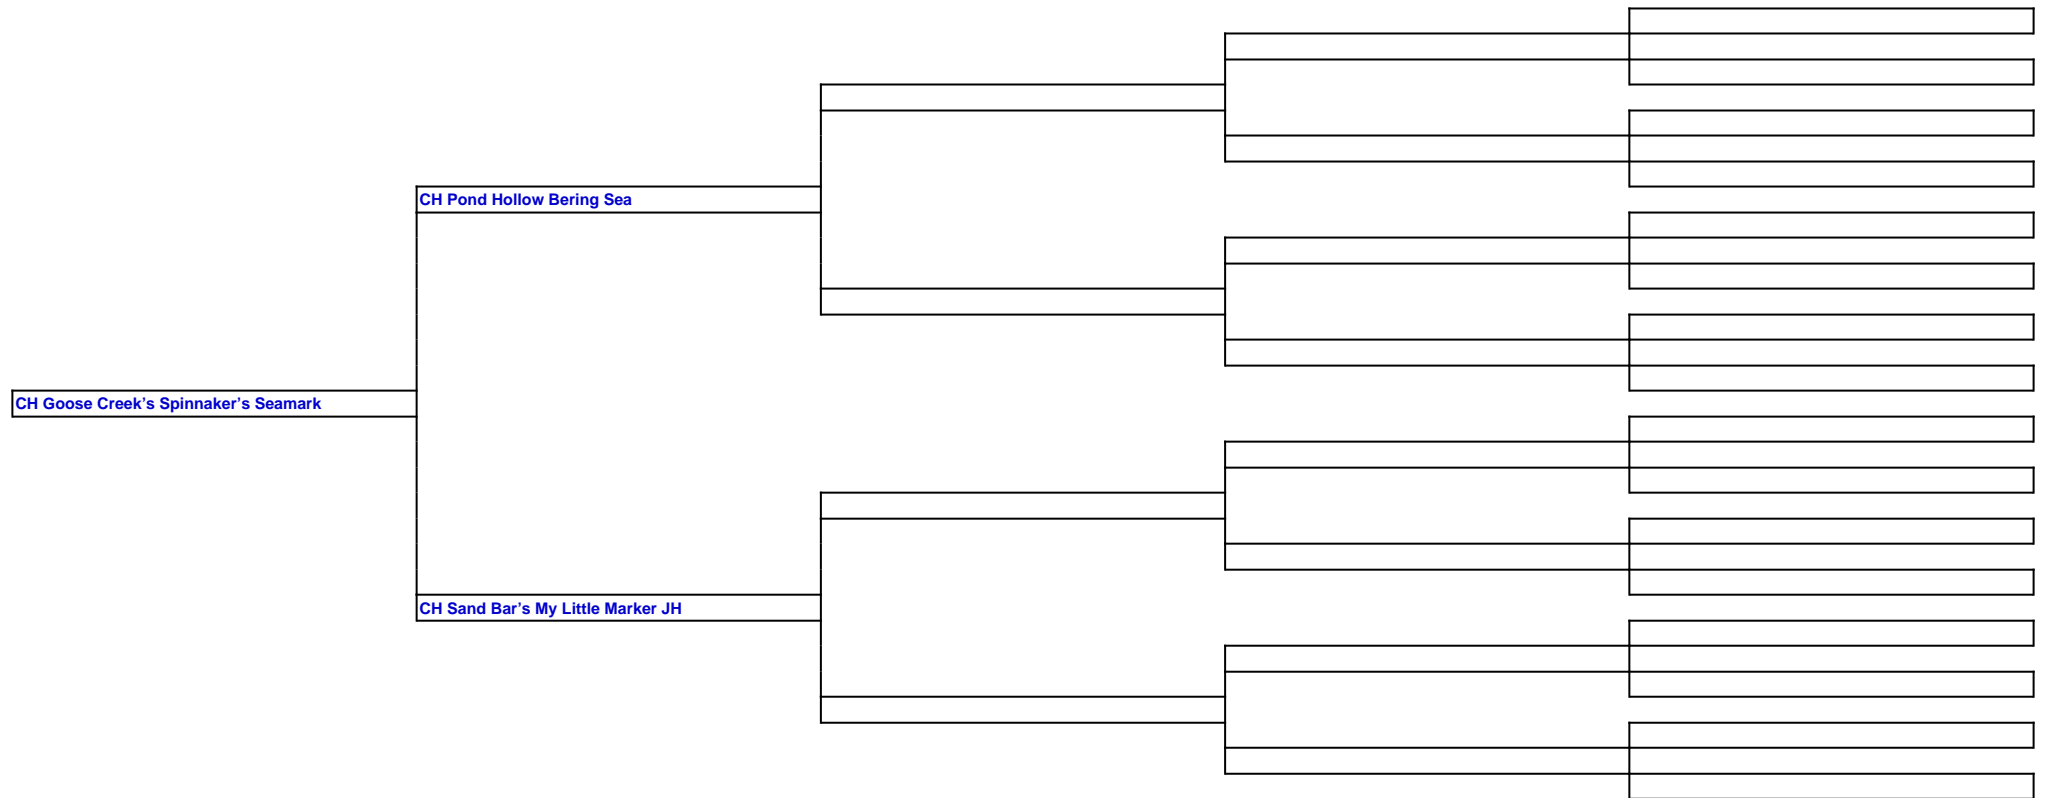 CH Pond Hollow Bering Sea
CH Goose Creek’s Spinnaker’s Seamark
CH Sand Bar’s My Little Marker JH